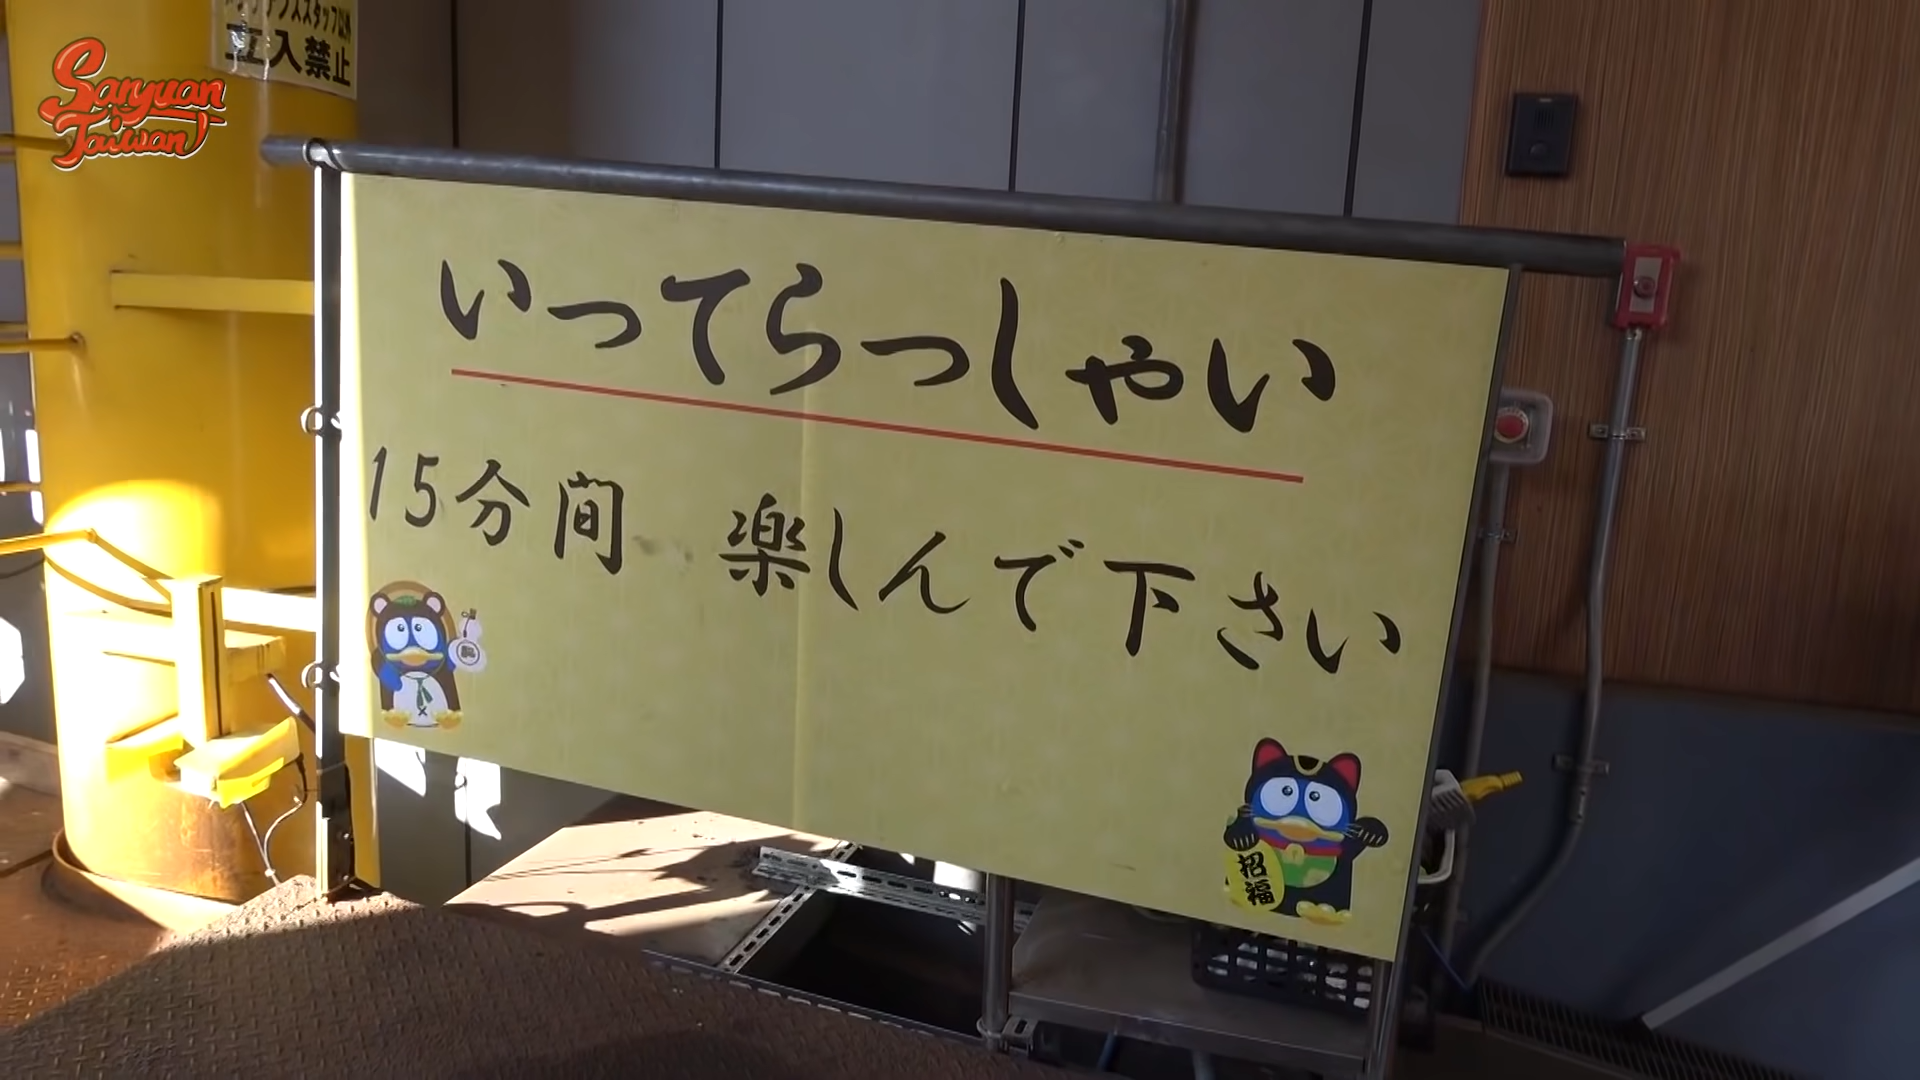 Sanyuan
Taiwan
立入禁止
いってらっしゃい
15分間 楽しんで下さい
招福